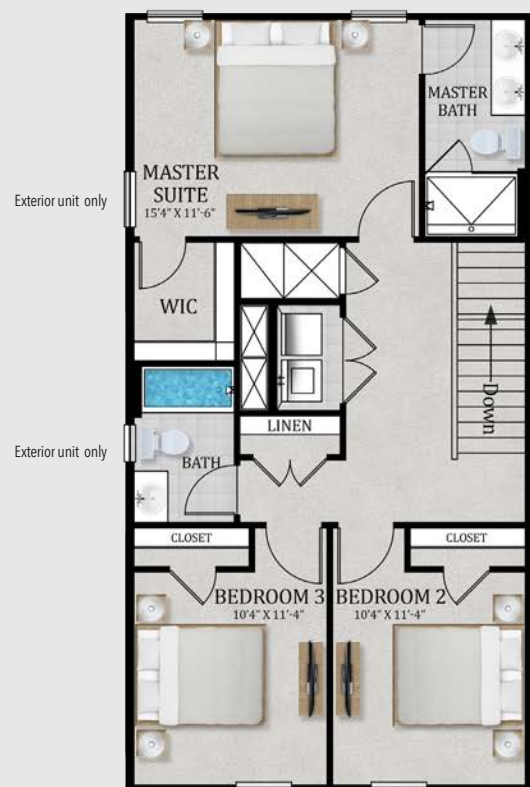 MASTER
BATH
MASTER
SUITE
15'4" X 11'-6"
Exterior unit only
WIC
Down
LINEN
Exterior unit only
BATH
CLOSET
CLOSET
BEDROOM 3
10'4" X 11'-4"
BEDROOM 2
10'4" X 11'-4"